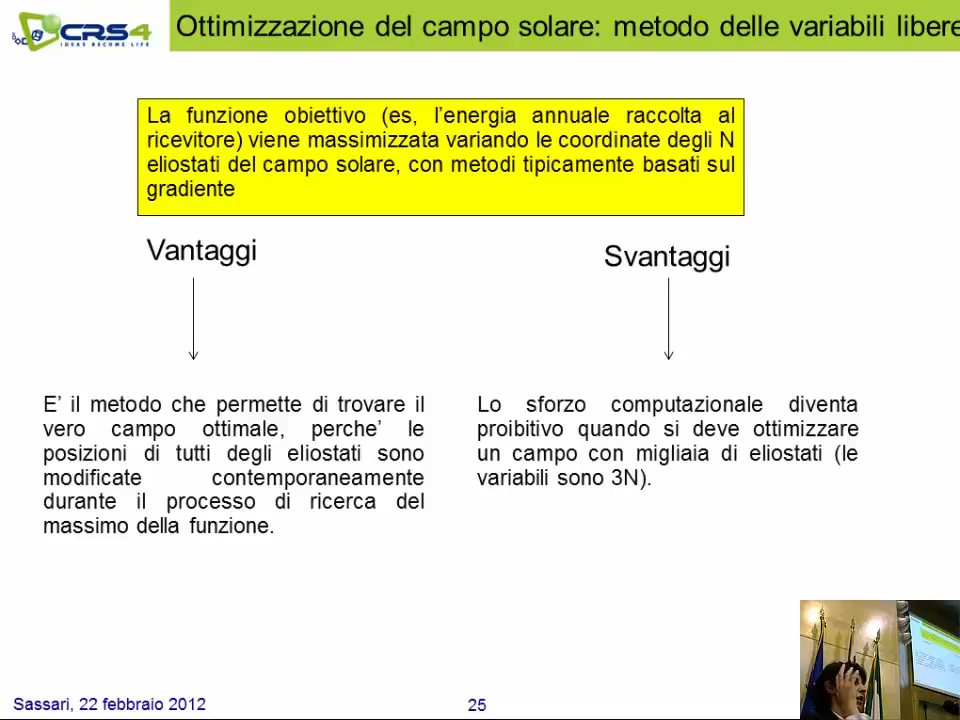 CRS4
IDEAS BECOME LIFE
Ottimizzazione del campo solare: metodo delle variabili libere
La funzione obiettivo (es, l'energia annuale raccolta al
ricevitore) viene massimizzata variando le coordinate degli N
eliostati del campo solare, con metodi tipicamente basati sul
gradiente
Vantaggi
Svantaggi
E' il metodo che permette di trovare il
vero campo ottimale, perche' le
posizioni di tutti degli eliostati sono
modificate contemporaneamente
durante il processo di ricerca del
massimo della funzione.
Lo sforzo computazionale diventa
proibitivo quando si deve ottimizzare
un campo con migliaia di eliostati (le
variabili sono 3N).
Sassari, 22 febbraio 2012
25